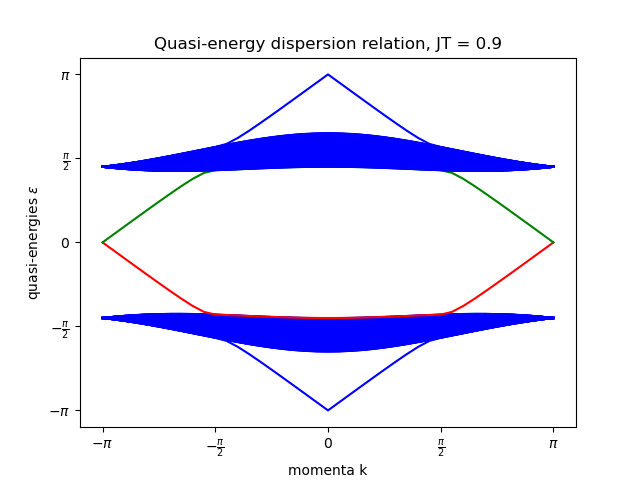 Quasi-energy dispersion relation, JT = 0.9
quasi-energies ε
π
π/2
0
-π/2
-π
-π
-π/2
0
π/2
π
momenta k